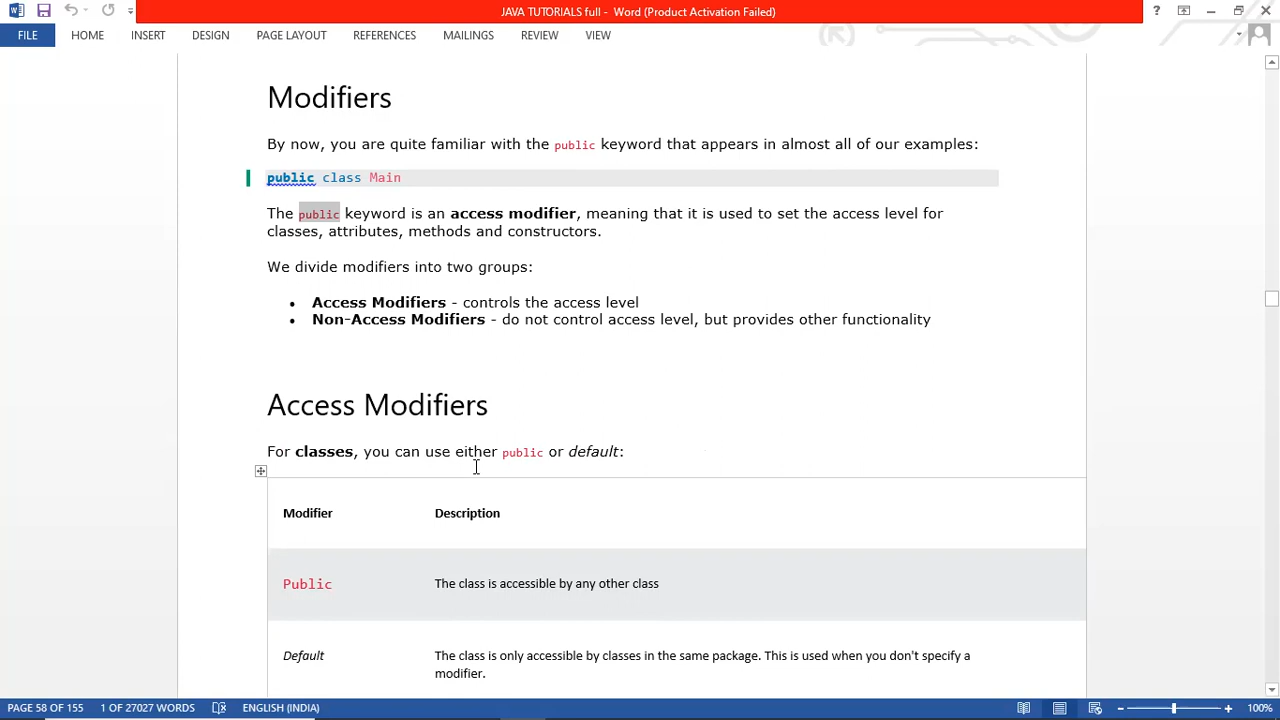 JAVA TUTORIALS full - Word (Product Activation Failed)
FILE HOME INSERT DESIGN PAGE LAYOUT REFERENCES MAILINGS REVIEW VIEW
Modifiers
By now, you are quite familiar with the public keyword that appears in almost all of our examples:
public class Main
The public keyword is an access modifier, meaning that it is used to set the access level for
classes, attributes, methods and constructors.
We divide modifiers into two groups:
• Access Modifiers - controls the access level
• Non-Access Modifiers - do not control access level, but provides other functionality
Access Modifiers
For classes, you can use either public or default:
Modifier Description
Public The class is accessible by any other class
Default The class is only accessible by classes in the same package. This is used when you don't specify a
modifier.
PAGE 58 OF 155 1 OF 27027 WORDS ENGLISH (INDIA) 100%